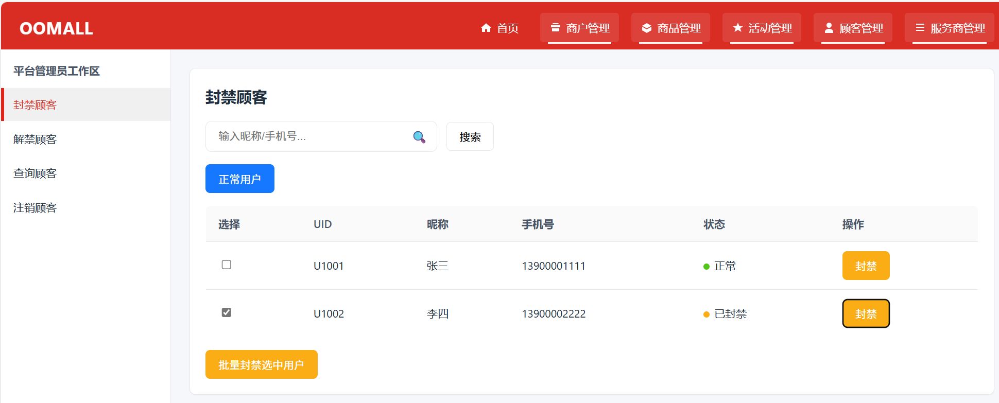 OOMALL
首页 商户管理 商品管理 活动管理 顾客管理 服务商管理
平台管理员工作区
封禁顾客
解禁顾客
查询顾客
注销顾客
封禁顾客
输入昵称/手机号... 搜索
正常用户
选择 UID 昵称 手机号 状态 操作
U1001 张三 13900001111 正常 封禁
U1002 李四 13900002222 已封禁 封禁
批量封禁选中用户